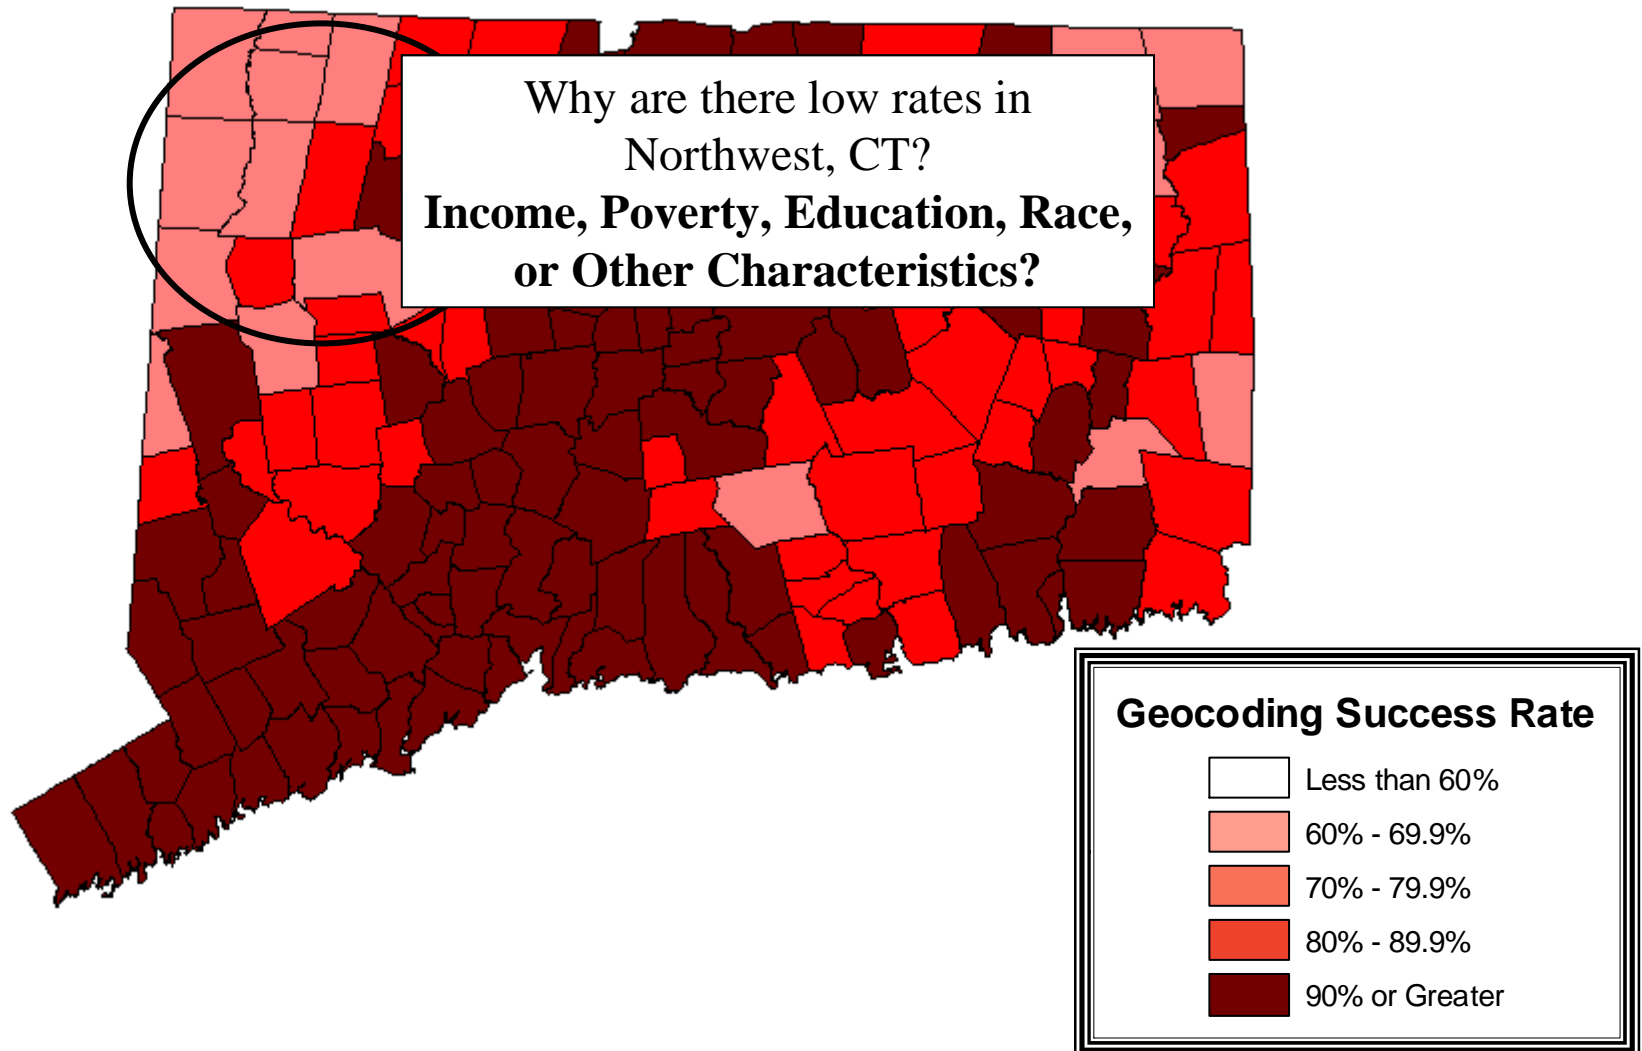 Why are there low rates in
Northwest, CT?
Income, Poverty, Education, Race,
or Other Characteristics?
Geocoding Success Rate
Less than 60%
60% - 69.9%
70% - 79.9%
80% - 89.9%
90% or Greater